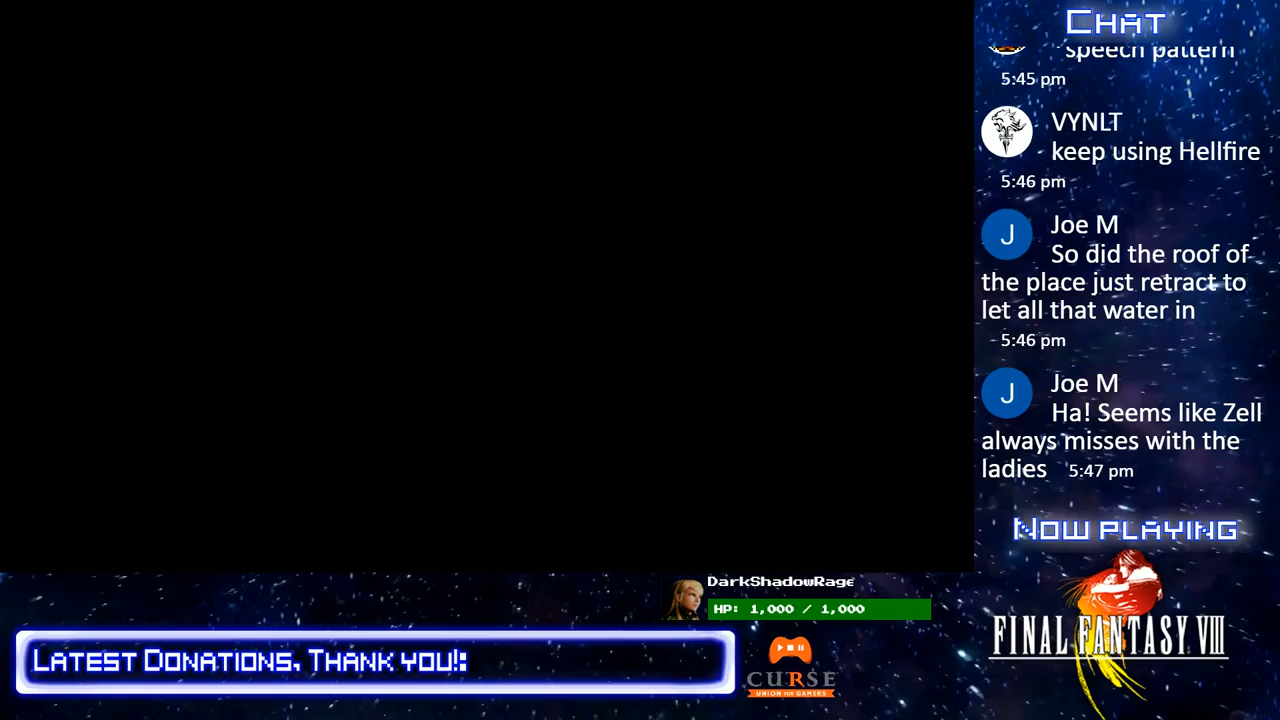 CHAT
speech pattern
5:45 pm
VYNLT
keep using Hellfire
5:46 pm
Joe M
So did the roof of
the place just retract to
let all that water in
5:46 pm
Joe M
Ha! Seems like Zell
always misses with the
ladies 5:47 pm
NOW PLAYING
FINAL FANTASY VIII
DarkShadowRage
HP: 1,000 / 1,000
LATEST DONATIONS, THANK YOU!:
CURSE
UNION FOR GAMERS